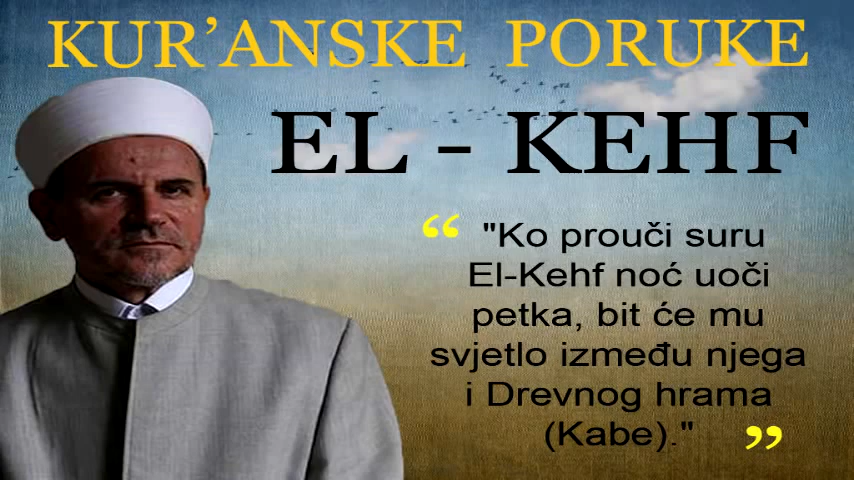 KUR’ANSKE PORUKE
EL - KEHF
“ "Ko prouči suru
El-Kehf noć uoči
petka, bit će mu
svjetlo između njega
i Drevnog hrama
(Kabe)." ”